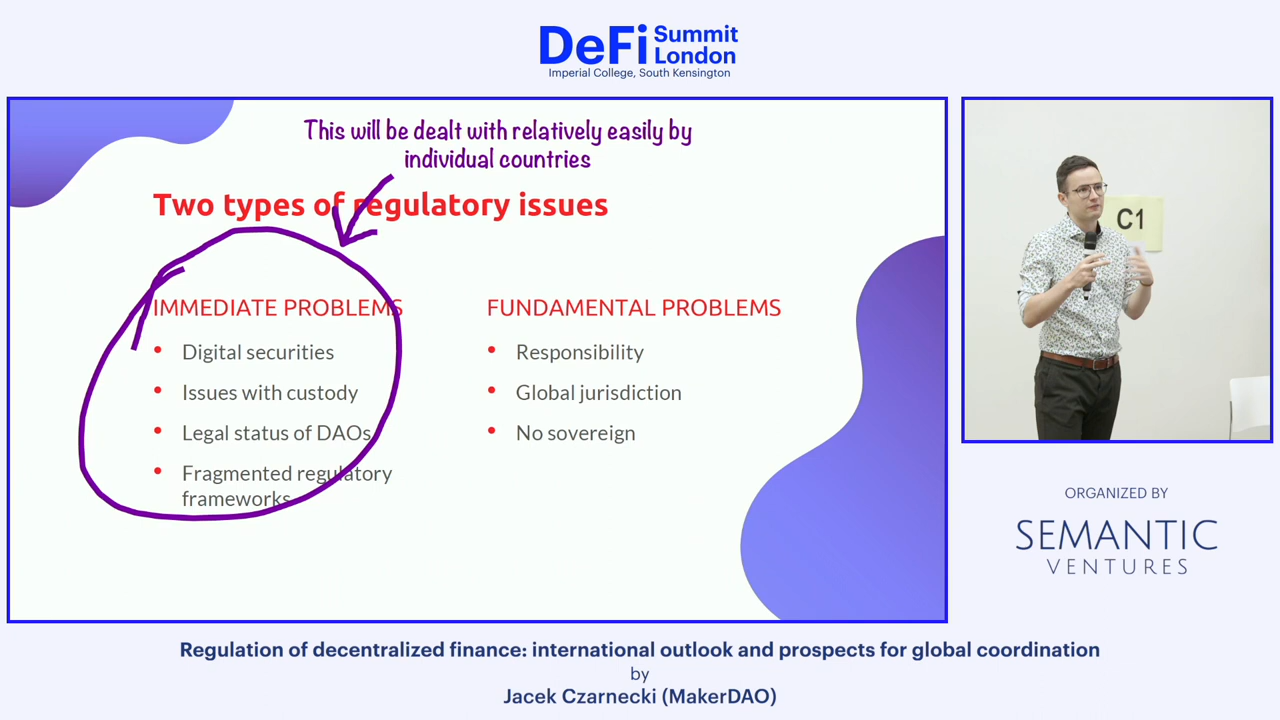 DeFi Summit
London
Imperial College, South Kensington
This will be dealt with relatively easily by
individual countries
Two types of regulatory issues
IMMEDIATE PROBLEMS
• Digital securities
• Issues with custody
• Legal status of DAOs
• Fragmented regulatory
frameworks
FUNDAMENTAL PROBLEMS
• Responsibility
• Global jurisdiction
• No sovereign
C1
ORGANIZED BY
SEMANTIC
VENTURES
Regulation of decentralized finance: international outlook and prospects for global coordination
by
Jacek Czarnecki (MakerDAO)